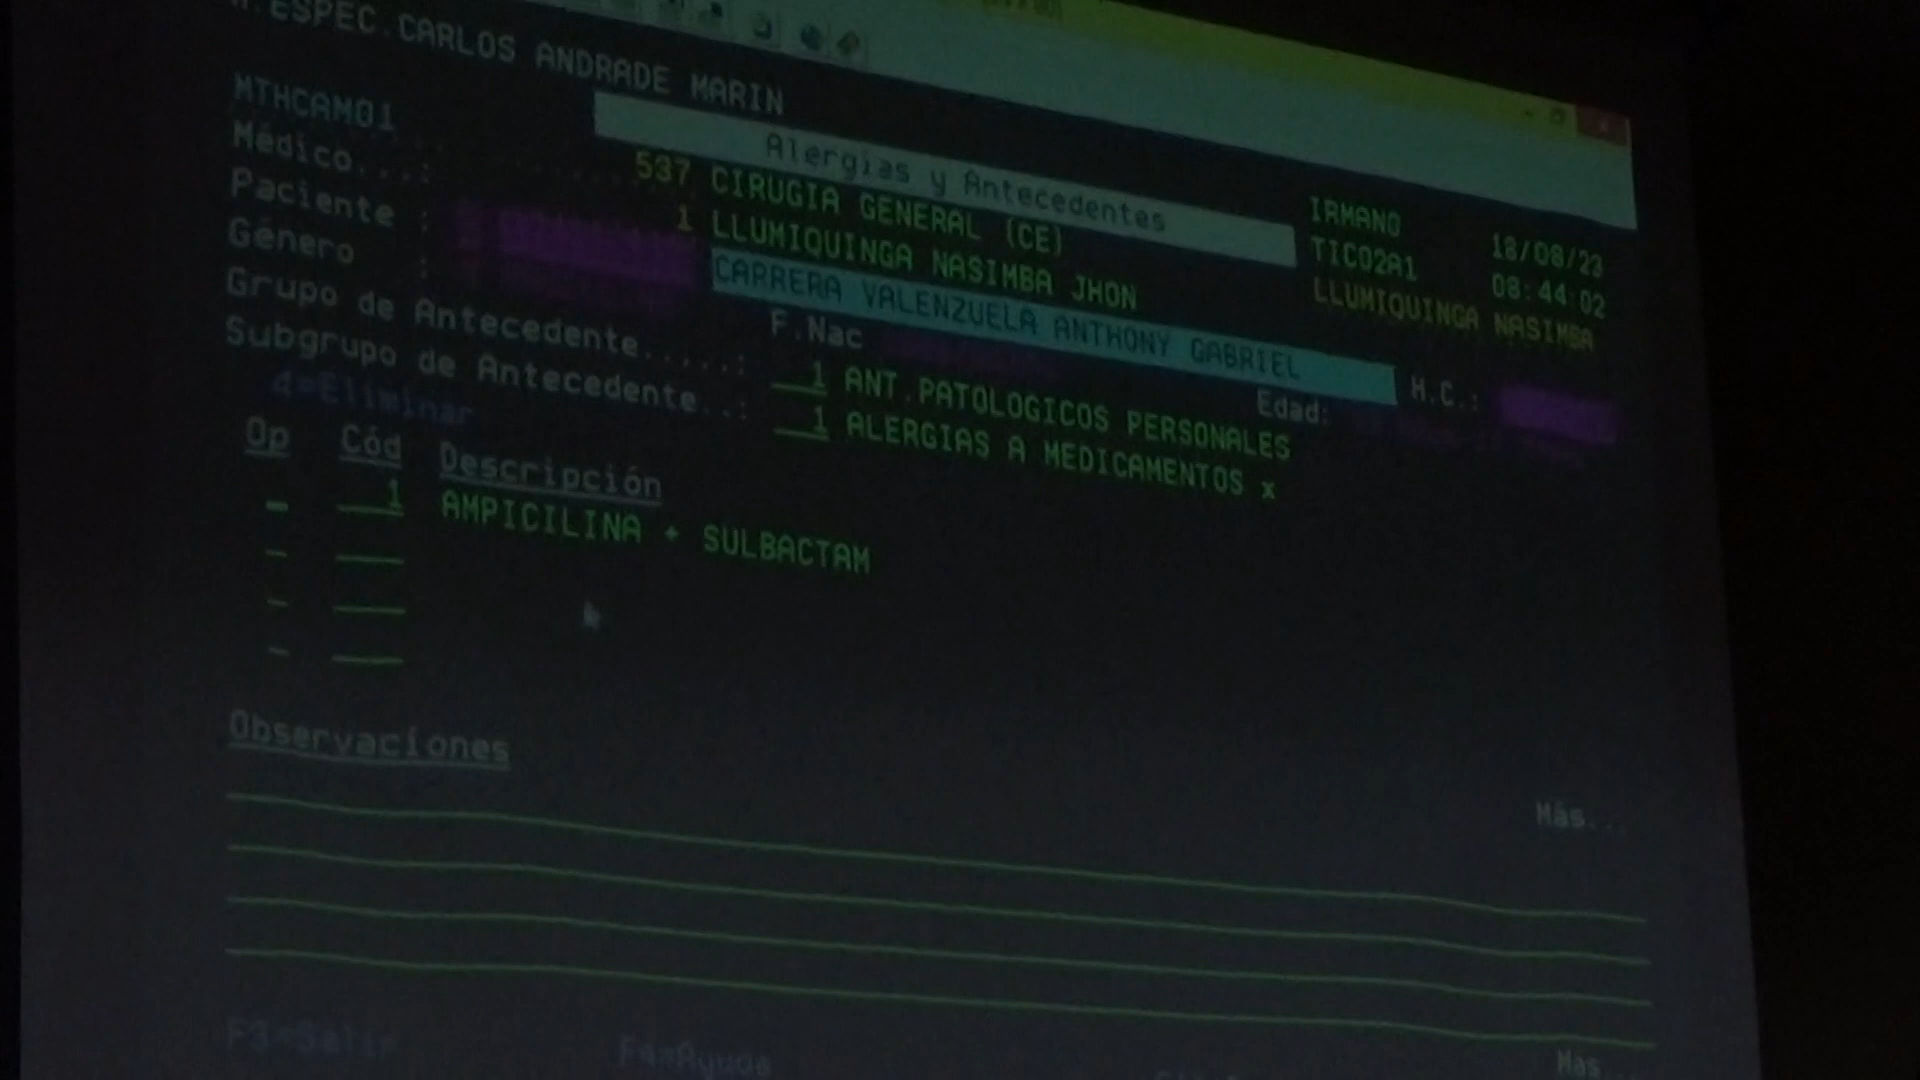 H.ESPEC.CARLOS ANDRADE MARIN
MTHCAM01 Alergias y Antecedentes IRMANO 18/08/23
Médico...: 537 CIRUGIA GENERAL (CE) TICO2A1 08:44:02
Paciente : 1 LLUMIQUINGA NASIMBA JHON LLUMIQUINGA NASIMBA
CARRERA VALENZUELA ANTHONY GABRIEL H.C.:
Género : F.Nac Edad:
Grupo de Antecedente.....: 1 ANT.PATOLOGICOS PERSONALES
Subgrupo de Antecedente..: 1 ALERGIAS A MEDICAMENTOS x
4=Eliminar
Op Cód Descripción
1 AMPICILINA + SULBACTAM
Más...
Observaciones
Mas...
F3=Salir F4=Ayuda